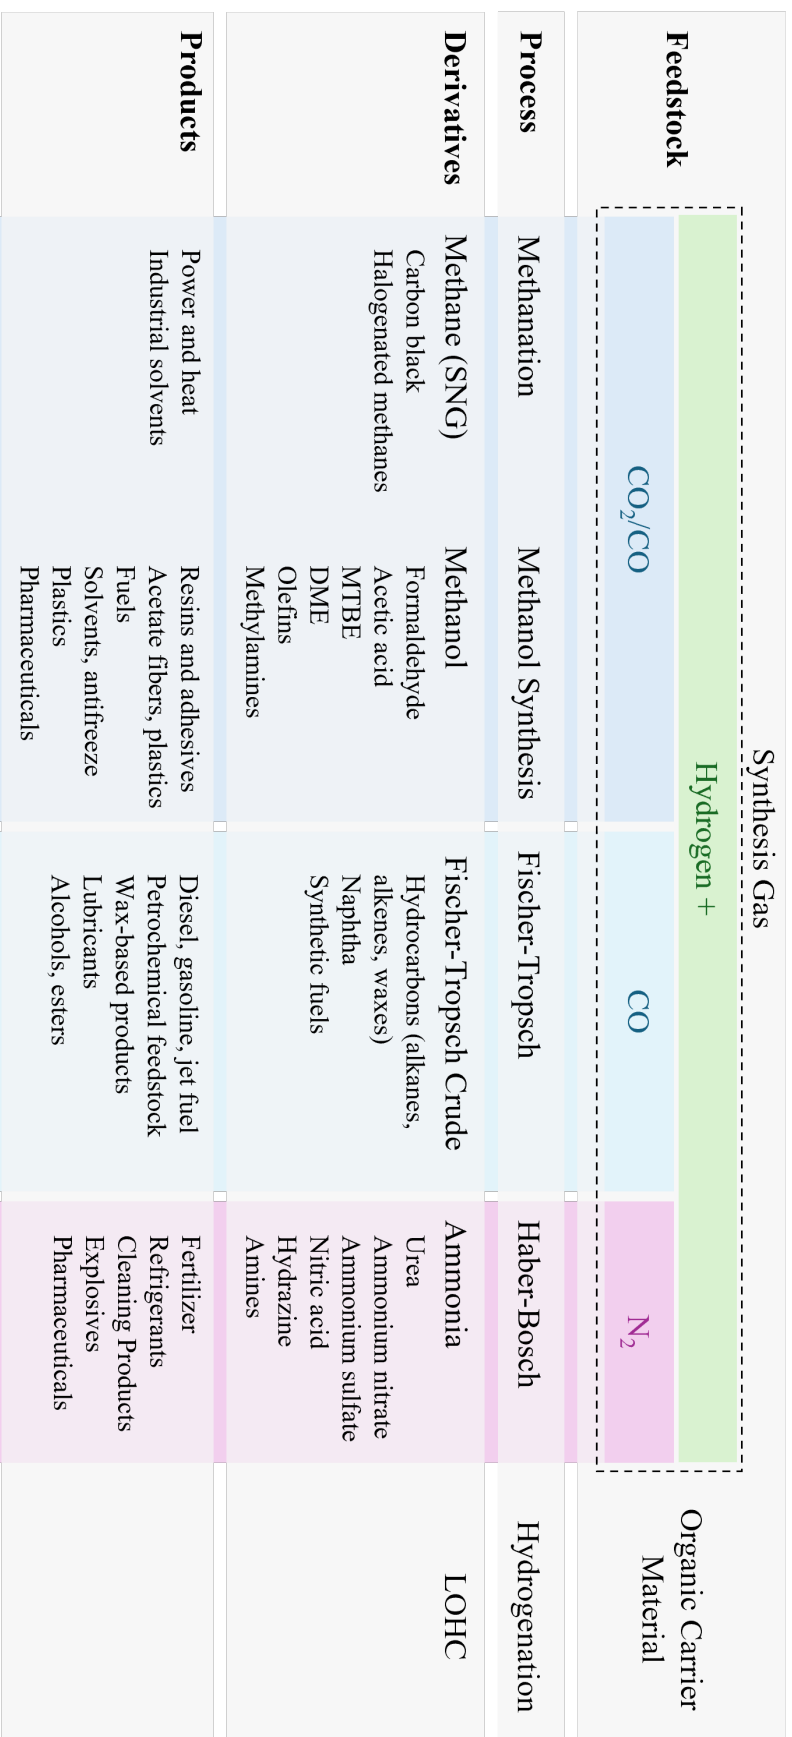 Synthesis Gas
Feedstock
Hydrogen +
CO₂/CO
CO
N₂
Organic Carrier
Material
Process
Methanation
Methanol Synthesis
Fischer-Tropsch
Haber-Bosch
Hydrogenation
Derivatives
Methane (SNG)
Carbon black
Halogenated methanes
Methanol
Formaldehyde
Acetic acid
MTBE
DME
Olefins
Methylamines
Fischer-Tropsch Crude
Hydrocarbons (alkanes,
alkenes, waxes)
Naphtha
Synthetic fuels
Ammonia
Urea
Ammonium nitrate
Ammonium sulfate
Nitric acid
Hydrazine
Amines
LOHC
Products
Power and heat
Industrial solvents
Resins and adhesives
Acetate fibers, plastics
Fuels
Solvents, antifreeze
Plastics
Pharmaceuticals
Diesel, gasoline, jet fuel
Petrochemical feedstock
Wax-based products
Lubricants
Alcohols, esters
Fertilizer
Refrigerants
Cleaning Products
Explosives
Pharmaceuticals